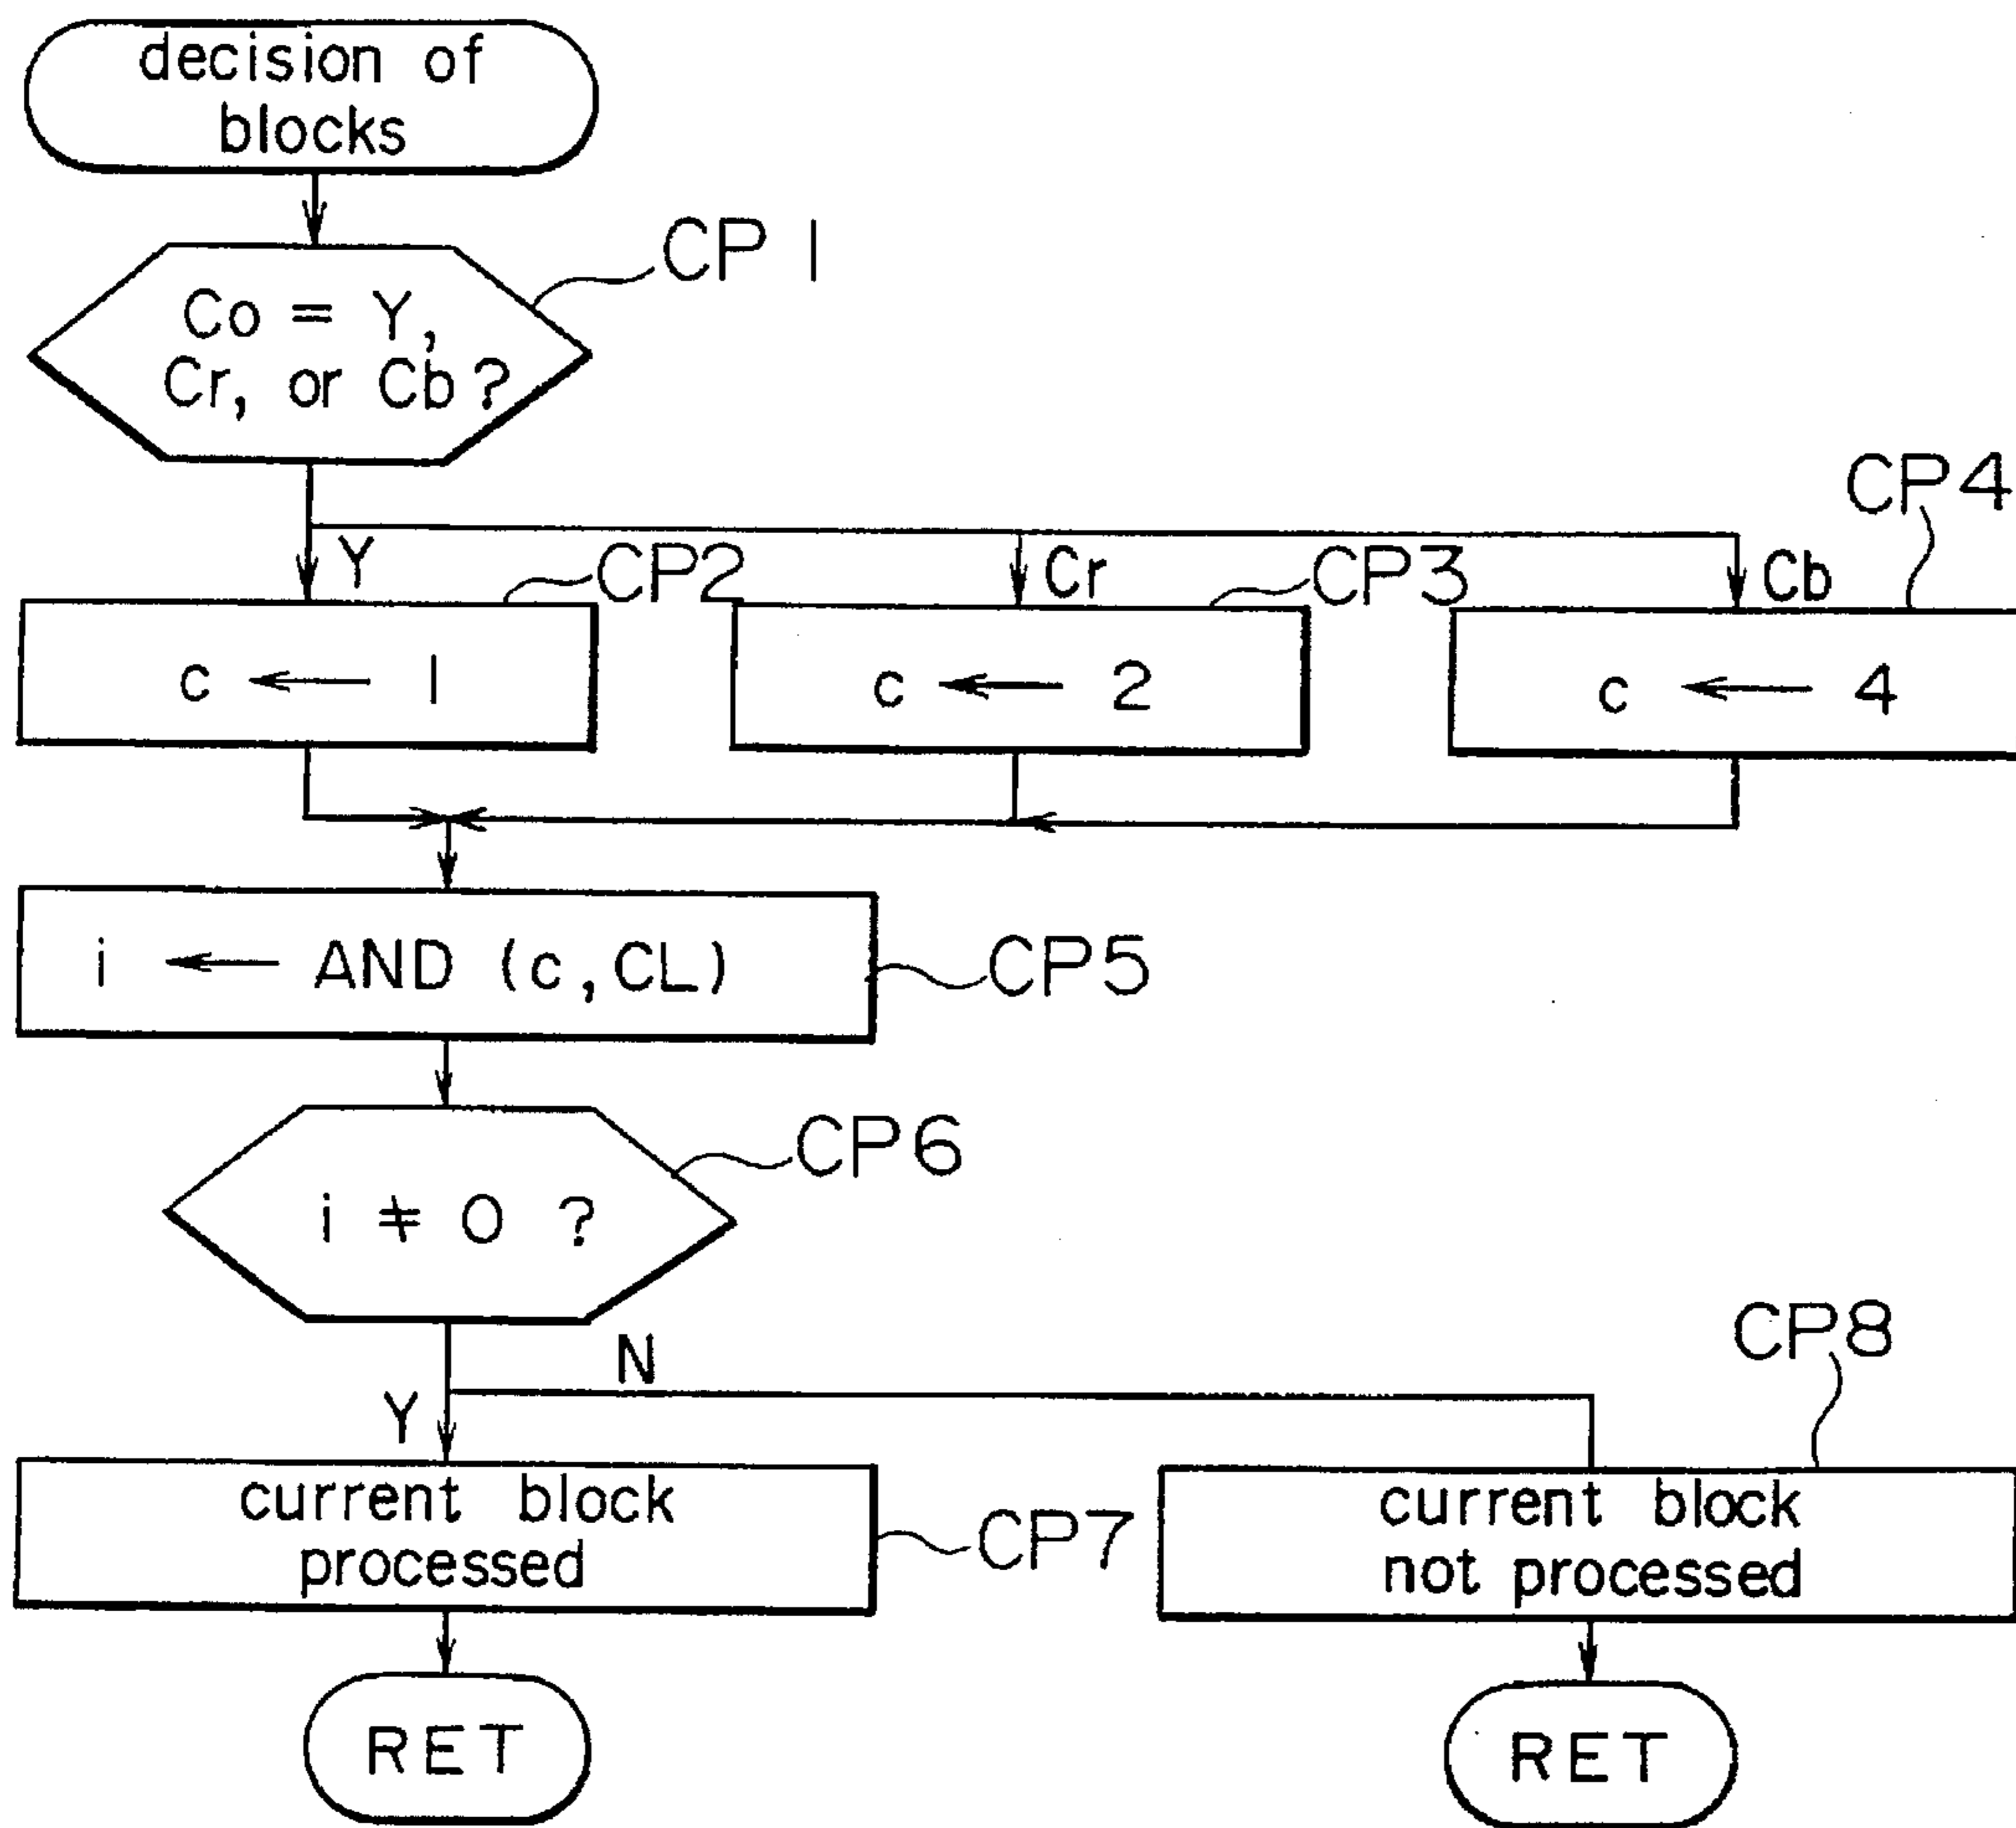 decision of
blocks
CP1
Co = Y,
Cr, or Cb?
CP4
Y
CP2
Cr
CP3
Cb
c ← 1
c ← 2
c ← 4
i ← AND (c, CL)
CP5
CP6
i ≠ 0 ?
CP8
N
Y
current block
processed
CP7
current block
not processed
RET
RET